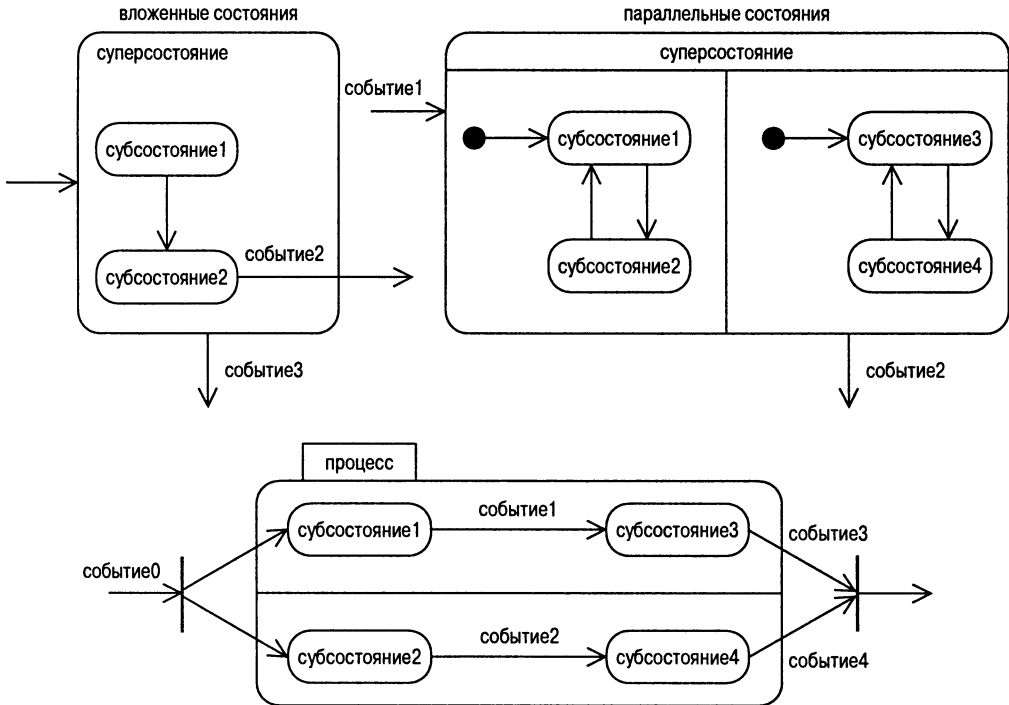 вложенные состояния
параллельные состояния
суперсостояние
суперсостояние
событие1
субсостояние1
субсостояние1
субсостояние3
событие2
субсостояние2
субсостояние2
субсостояние4
событие3
событие2
процесс
событие1
субсостояние1
субсостояние3
событие3
событие0
событие2
субсостояние2
субсостояние4
событие4